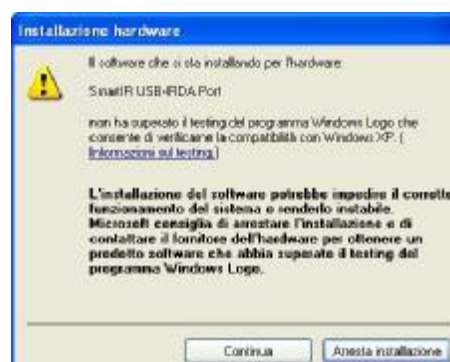 Installazione hardware
Il software che si sta installando per l'hardware:
SmartIR USB-IRDA Port
non ha superato il testing del programma Windows Logo che
consente di verificarne la compatibilità con Windows XP. (
Informazioni sul testing.)
L'installazione del software potrebbe impedire il corretto
funzionamento del sistema o renderlo instabile.
Microsoft consiglia di arrestare l'installazione e di
contattare il fornitore dell'hardware per ottenere un
prodotto software che abbia superato il testing del
programma Windows Logo.
Continua
Arresta installazione